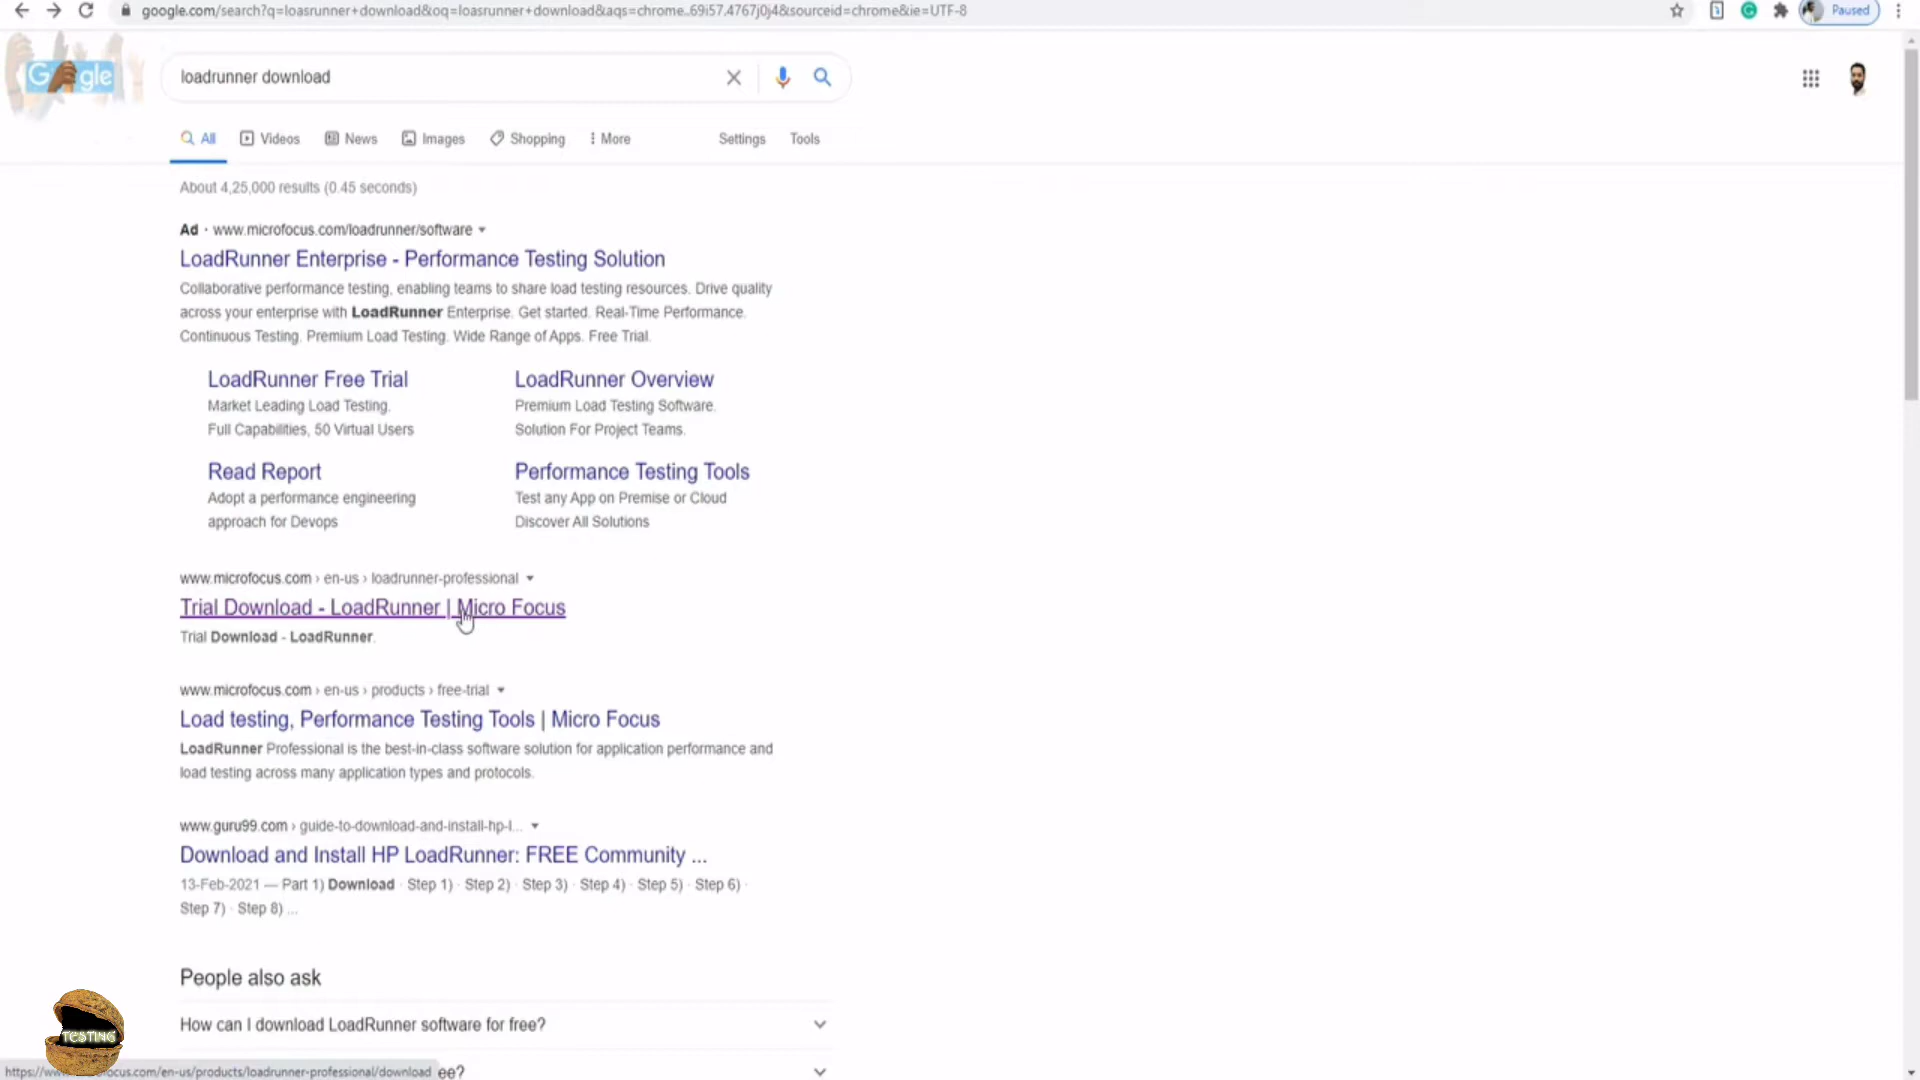 google.com/search?q=loasrunner+download&oq=loasrunner+download&aqs=chrome..69i57.4767j0j4&sourceid=chrome&ie=UTF-8
Paused
Google
loadrunner download
All
Videos
News
Images
Shopping
More
Settings
Tools
About 4,25,000 results (0.45 seconds)
Ad · www.microfocus.com/loadrunner/software
LoadRunner Enterprise - Performance Testing Solution
Collaborative performance testing, enabling teams to share load testing resources. Drive quality
across your enterprise with LoadRunner Enterprise. Get started. Real-Time Performance.
Continuous Testing. Premium Load Testing. Wide Range of Apps. Free Trial.
LoadRunner Free Trial
Market Leading Load Testing.
Full Capabilities, 50 Virtual Users
LoadRunner Overview
Premium Load Testing Software.
Solution For Project Teams.
Read Report
Adopt a performance engineering
approach for Devops
Performance Testing Tools
Test any App on Premise or Cloud
Discover All Solutions
www.microfocus.com › en-us › loadrunner-professional
Trial Download - LoadRunner | Micro Focus
Trial Download - LoadRunner.
www.microfocus.com › en-us › products › free-trial
Load testing, Performance Testing Tools | Micro Focus
LoadRunner Professional is the best-in-class software solution for application performance and
load testing across many application types and protocols.
www.guru99.com › guide-to-download-and-install-hp-l...
Download and Install HP LoadRunner: FREE Community ...
13-Feb-2021 — Part 1) Download · Step 1) · Step 2) · Step 3) · Step 4) · Step 5) · Step 6) ·
Step 7) · Step 8) ...
People also ask
How can I download LoadRunner software for free?
TESTING
https://ww ocus.com/en-us/products/loadrunner-professional/download ee?